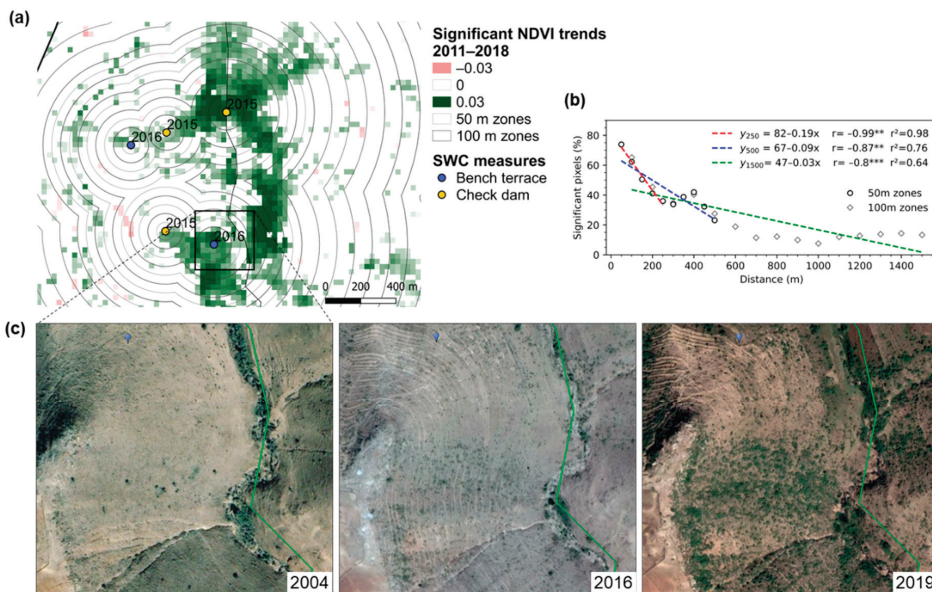 (a)
2015
2015
2016
2015
2016
0 200 400 m
Significant NDVI trends
2011–2018
–0.03
0
0.03
50 m zones
100 m zones
SWC measures
Bench terrace
Check dam
(b)
y250 = 82–0.19x r= –0.99** r²=0.98
y500 = 67–0.09x r= –0.87** r²=0.76
y1500 = 47–0.03x r= –0.8*** r²=0.64
50m zones
100m zones
Significant pixels (%)
80
60
40
20
0
0 200 400 600 800 1000 1200 1400
Distance (m)
(c)
2004
2016
2019